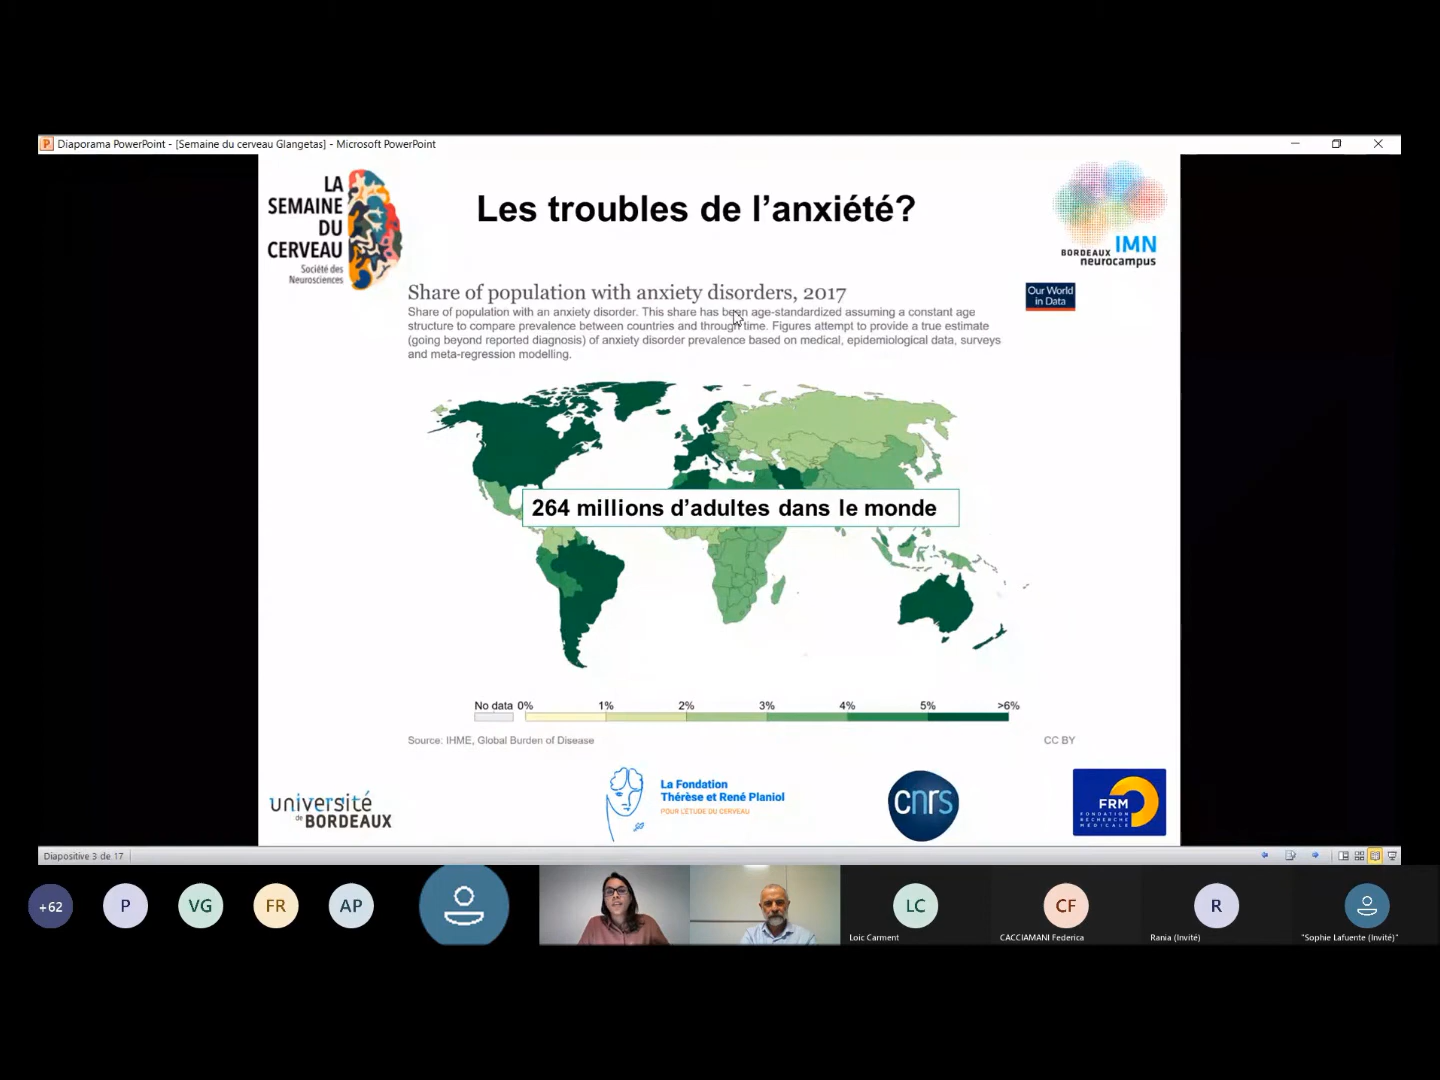 Diaporama PowerPoint - [Semaine du cerveau Glangetas] - Microsoft PowerPoint
LA
SEMAINE
DU
CERVEAU
Société des
Neurosciences
Les troubles de l’anxiété?
BORDEAUX IMN
neurocampus
Share of population with anxiety disorders, 2017
Our World
in Data
Share of population with an anxiety disorder. This share has been age-standardized assuming a constant age
structure to compare prevalence between countries and through time. Figures attempt to provide a true estimate
(going beyond reported diagnosis) of anxiety disorder prevalence based on medical, epidemiological data, surveys
and meta-regression modelling.
264 millions d’adultes dans le monde
No data 0% 1% 2% 3% 4% 5% >6%
Source: IHME, Global Burden of Disease
CC BY
université
de BORDEAUX
La Fondation
Thérèse et René Planiol
POUR L'ETUDE DU CERVEAU
cnrs
FRM
FONDATION
RECHERCHE
MÉDICALE
Diapositive 3 de 17
+62
P
VG
FR
AP
LC
Loic Carment
CF
CACCIAMANI Federica
R
Rania (Invité)
"Sophie Lafuente (Invité)"